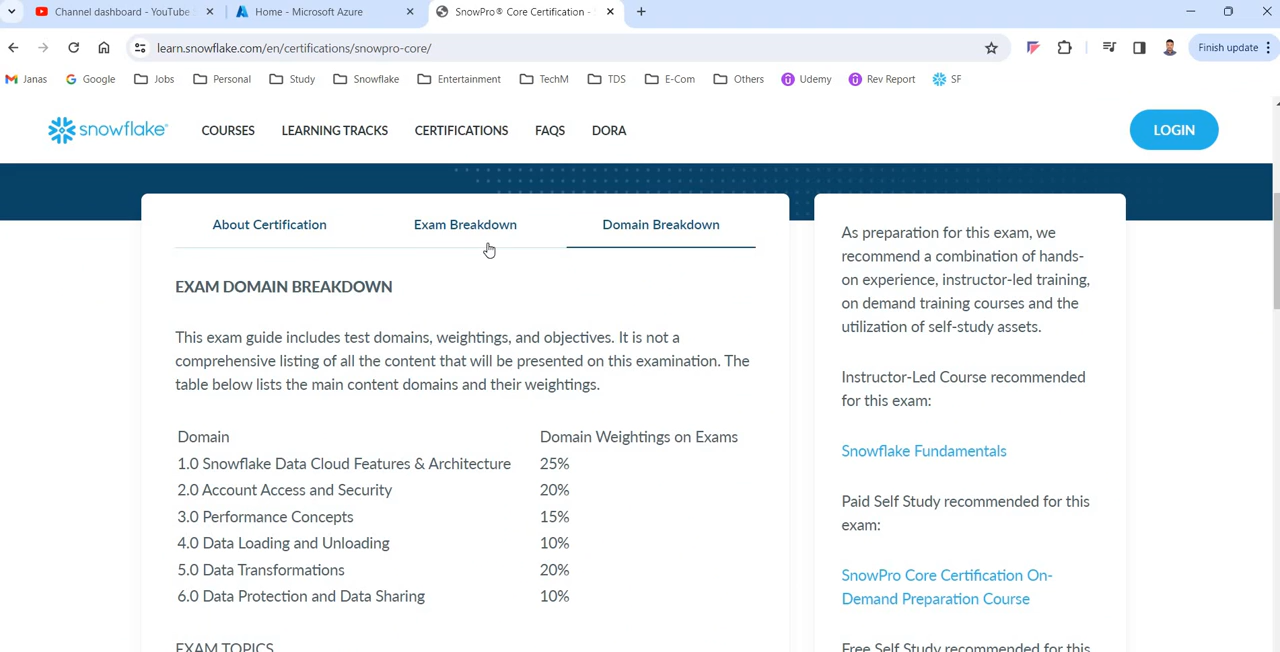 Channel dashboard - YouTube
Home - Microsoft Azure
SnowPro® Core Certification -
learn.snowflake.com/en/certifications/snowpro-core/
Finish update
Janas
Google
Jobs
Personal
Study
Snowflake
Entertainment
TechM
TDS
E-Com
Others
Udemy
Rev Report
SF
snowflake
COURSES
LEARNING TRACKS
CERTIFICATIONS
FAQS
DORA
LOGIN
About Certification
Exam Breakdown
Domain Breakdown
EXAM DOMAIN BREAKDOWN
This exam guide includes test domains, weightings, and objectives. It is not a
comprehensive listing of all the content that will be presented on this examination. The
table below lists the main content domains and their weightings.
Domain Domain Weightings on Exams
1.0 Snowflake Data Cloud Features & Architecture 25%
2.0 Account Access and Security 20%
3.0 Performance Concepts 15%
4.0 Data Loading and Unloading 10%
5.0 Data Transformations 20%
6.0 Data Protection and Data Sharing 10%
EXAM TOPICS
As preparation for this exam, we
recommend a combination of hands-
on experience, instructor-led training,
on demand training courses and the
utilization of self-study assets.
Instructor-Led Course recommended
for this exam:
Snowflake Fundamentals
Paid Self Study recommended for this
exam:
SnowPro Core Certification On-
Demand Preparation Course
Free Self Study recommended for this